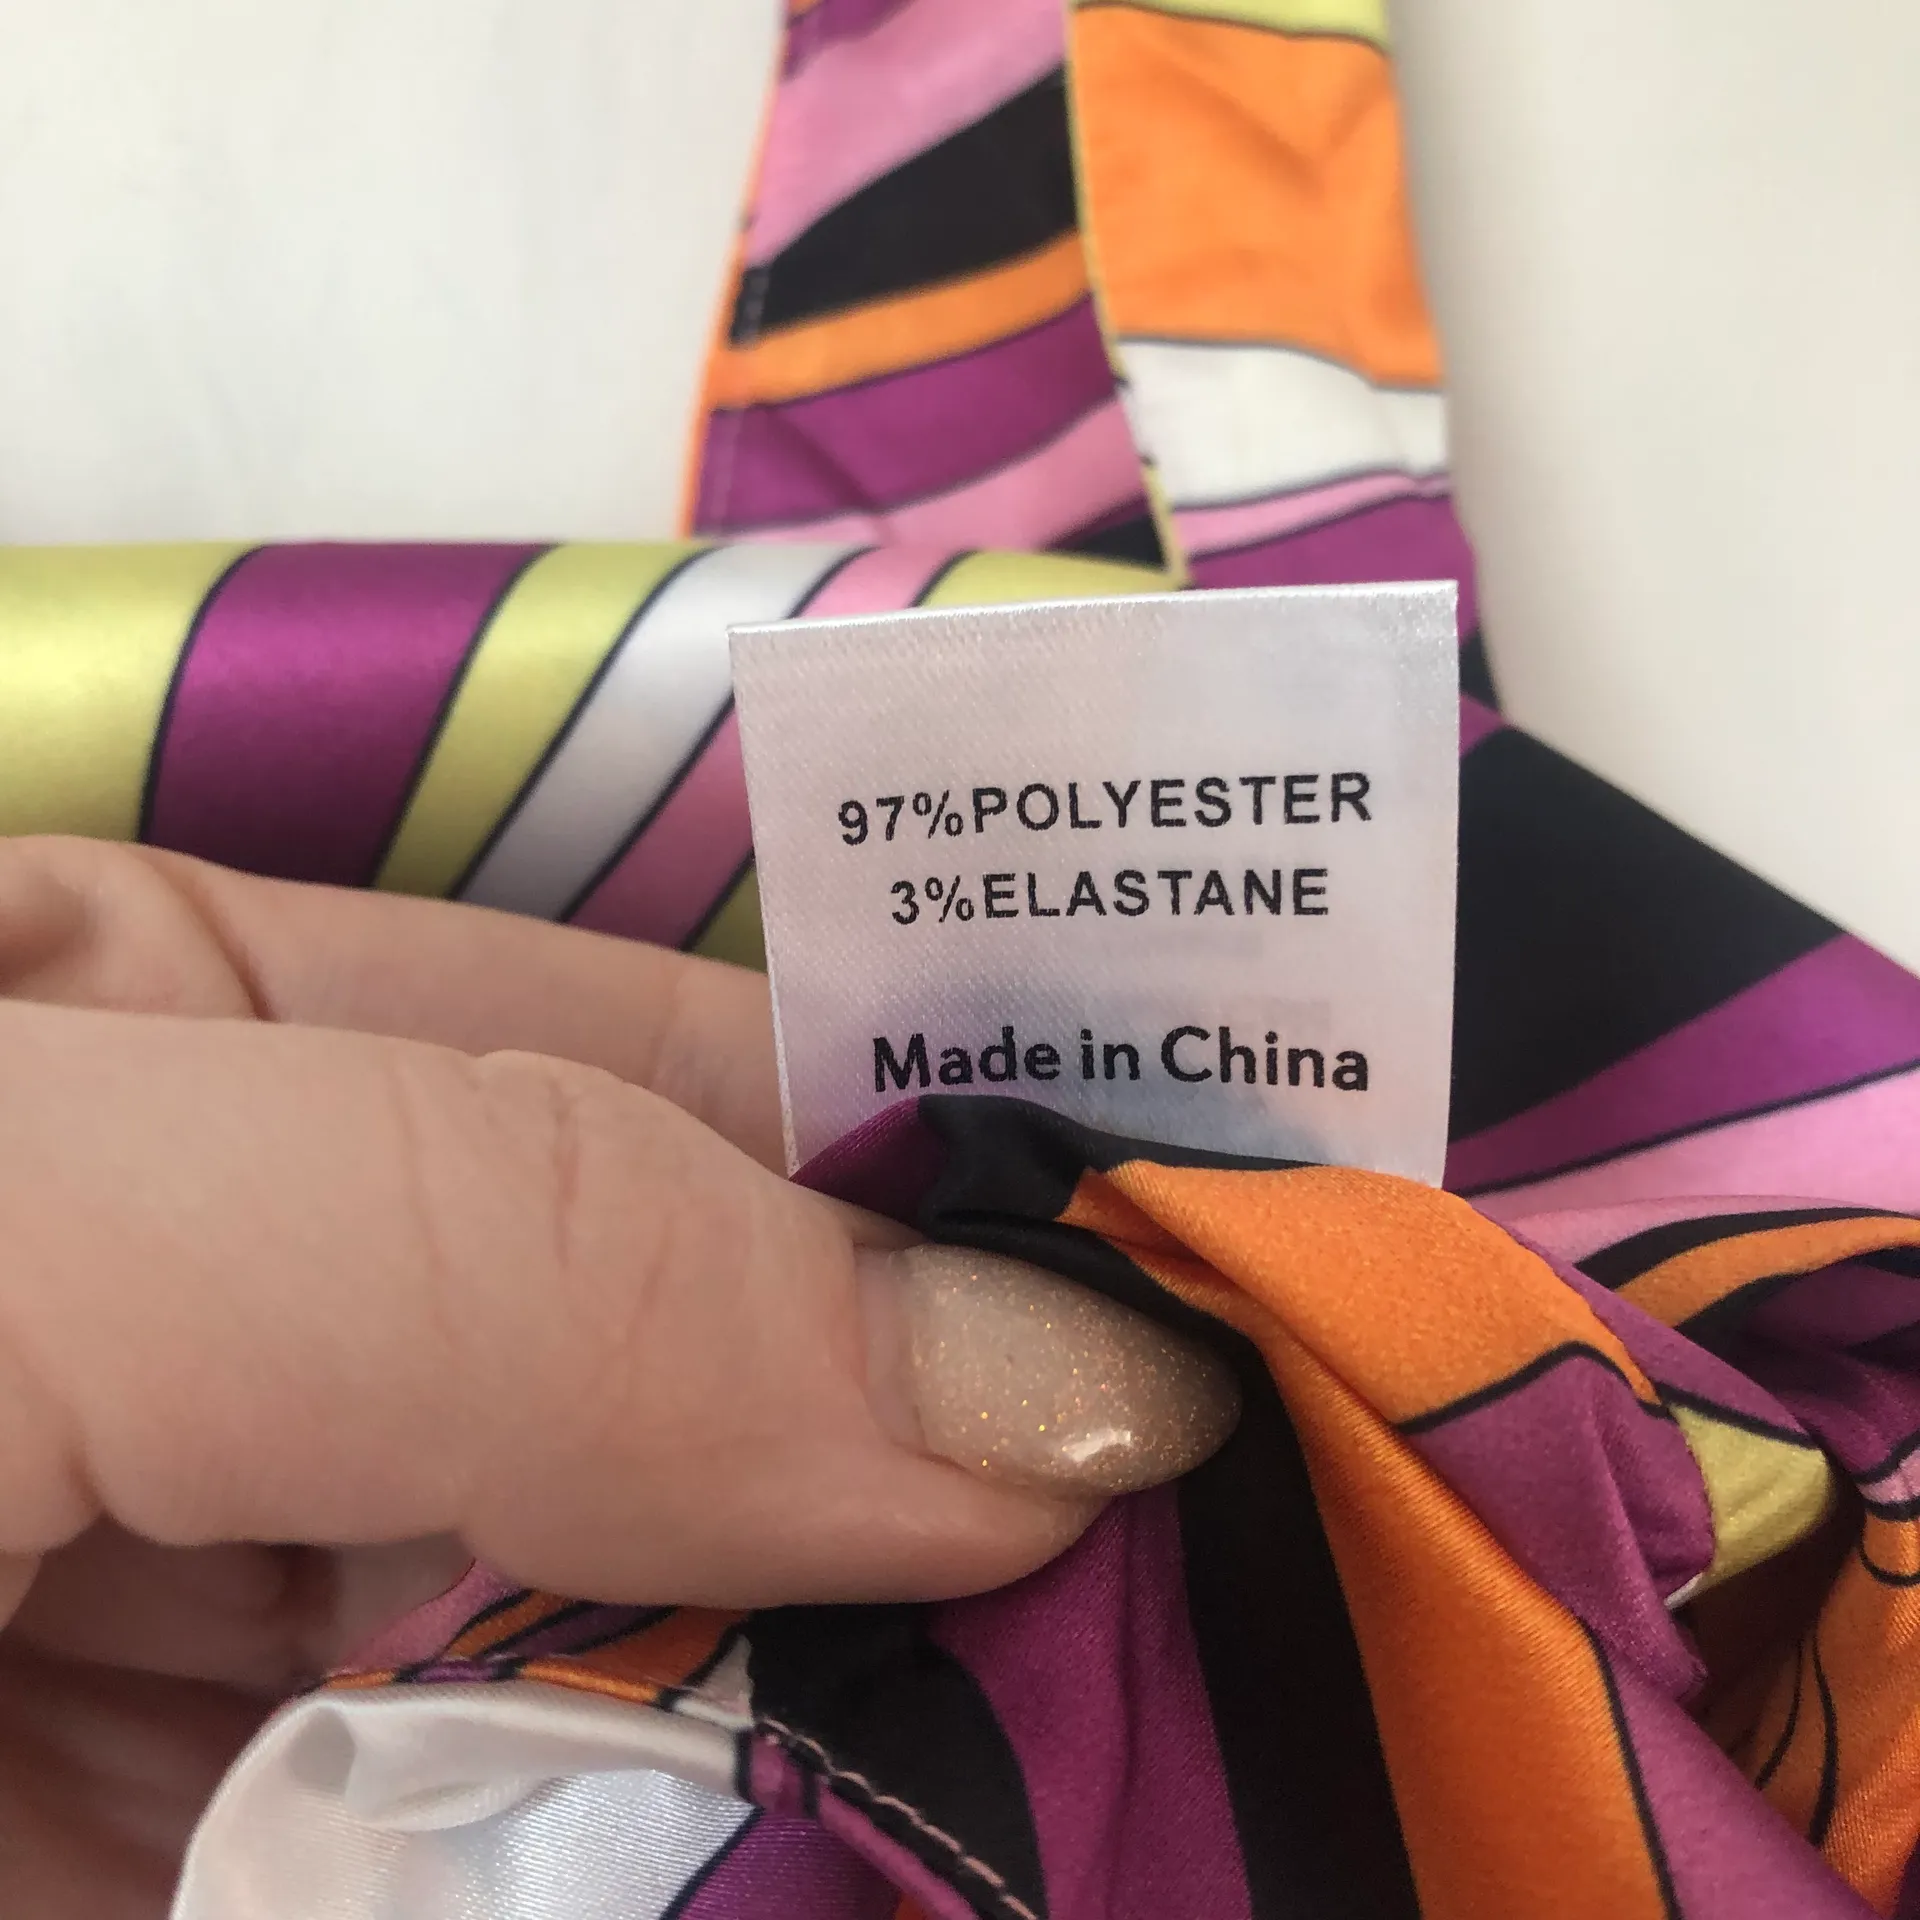 97%POLYESTER
3%ELASTANE
Made in China